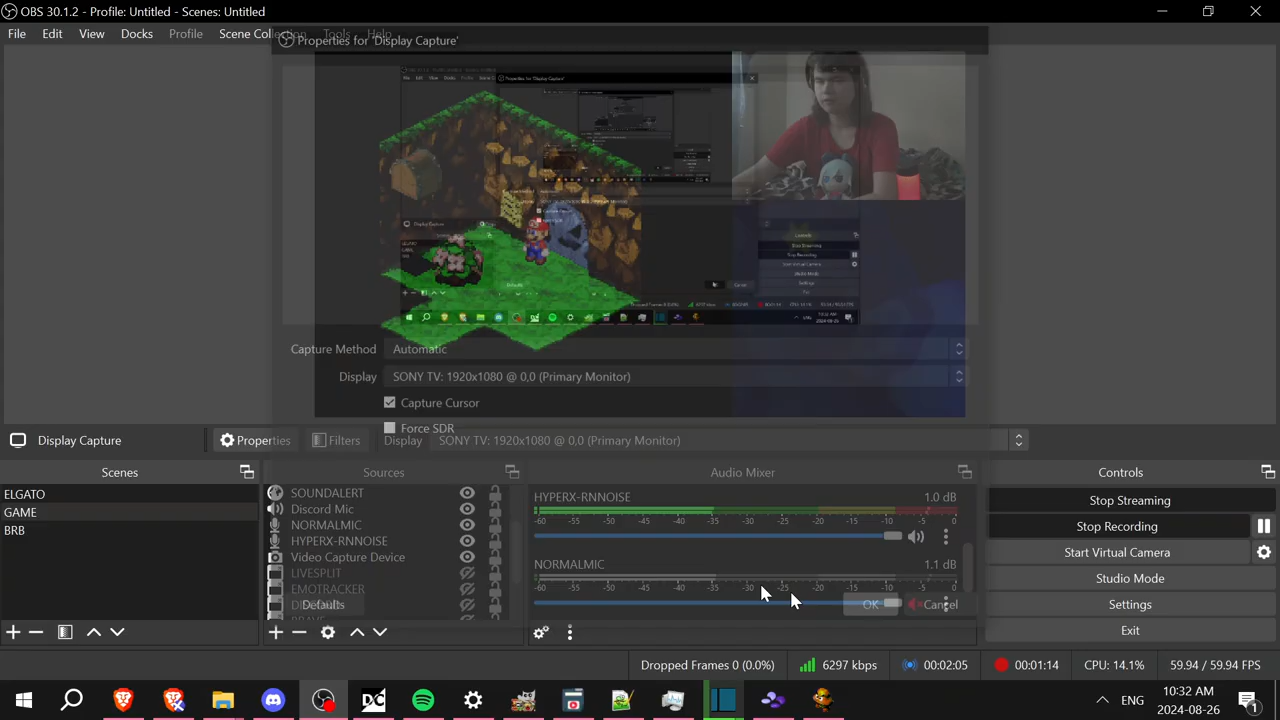 OBS 30.1.2 - Profile: Untitled - Scenes: Untitled
File Edit View Docks Profile Scene Tools Help
Properties for 'Display Capture'
Capture Method Automatic
Display SONY TV: 1920x1080 @ 0,0 (Primary Monitor)
Capture Cursor
Force SDR
Display Capture Properties Filters Display SONY TV: 1920x1080 @ 0,0 (Primary Monitor)
Scenes Sources Audio Mixer Controls
ELGATO
GAME
BRB
SOUNDALERT
Discord Mic
NORMALMIC
HYPERX-RNNOISE
Video Capture Device
LIVESPLIT
EMOTRACKER
Defaults
HYPERX-RNNOISE 1.0 dB
-60 -55 -50 -45 -40 -35 -30 -25 -20 -15 -10 -5 0
NORMALMIC 1.1 dB
-60 -55 -50 -45 -40 -35 -30 -25 -20 -15 -10 -5 0
OK Cancel
Stop Streaming
Stop Recording
Start Virtual Camera
Studio Mode
Settings
Exit
Dropped Frames 0 (0.0%) 6297 kbps 00:02:05 00:01:14 CPU: 14.1% 59.94 / 59.94 FPS
ENG 10:32 AM
2024-08-26 1